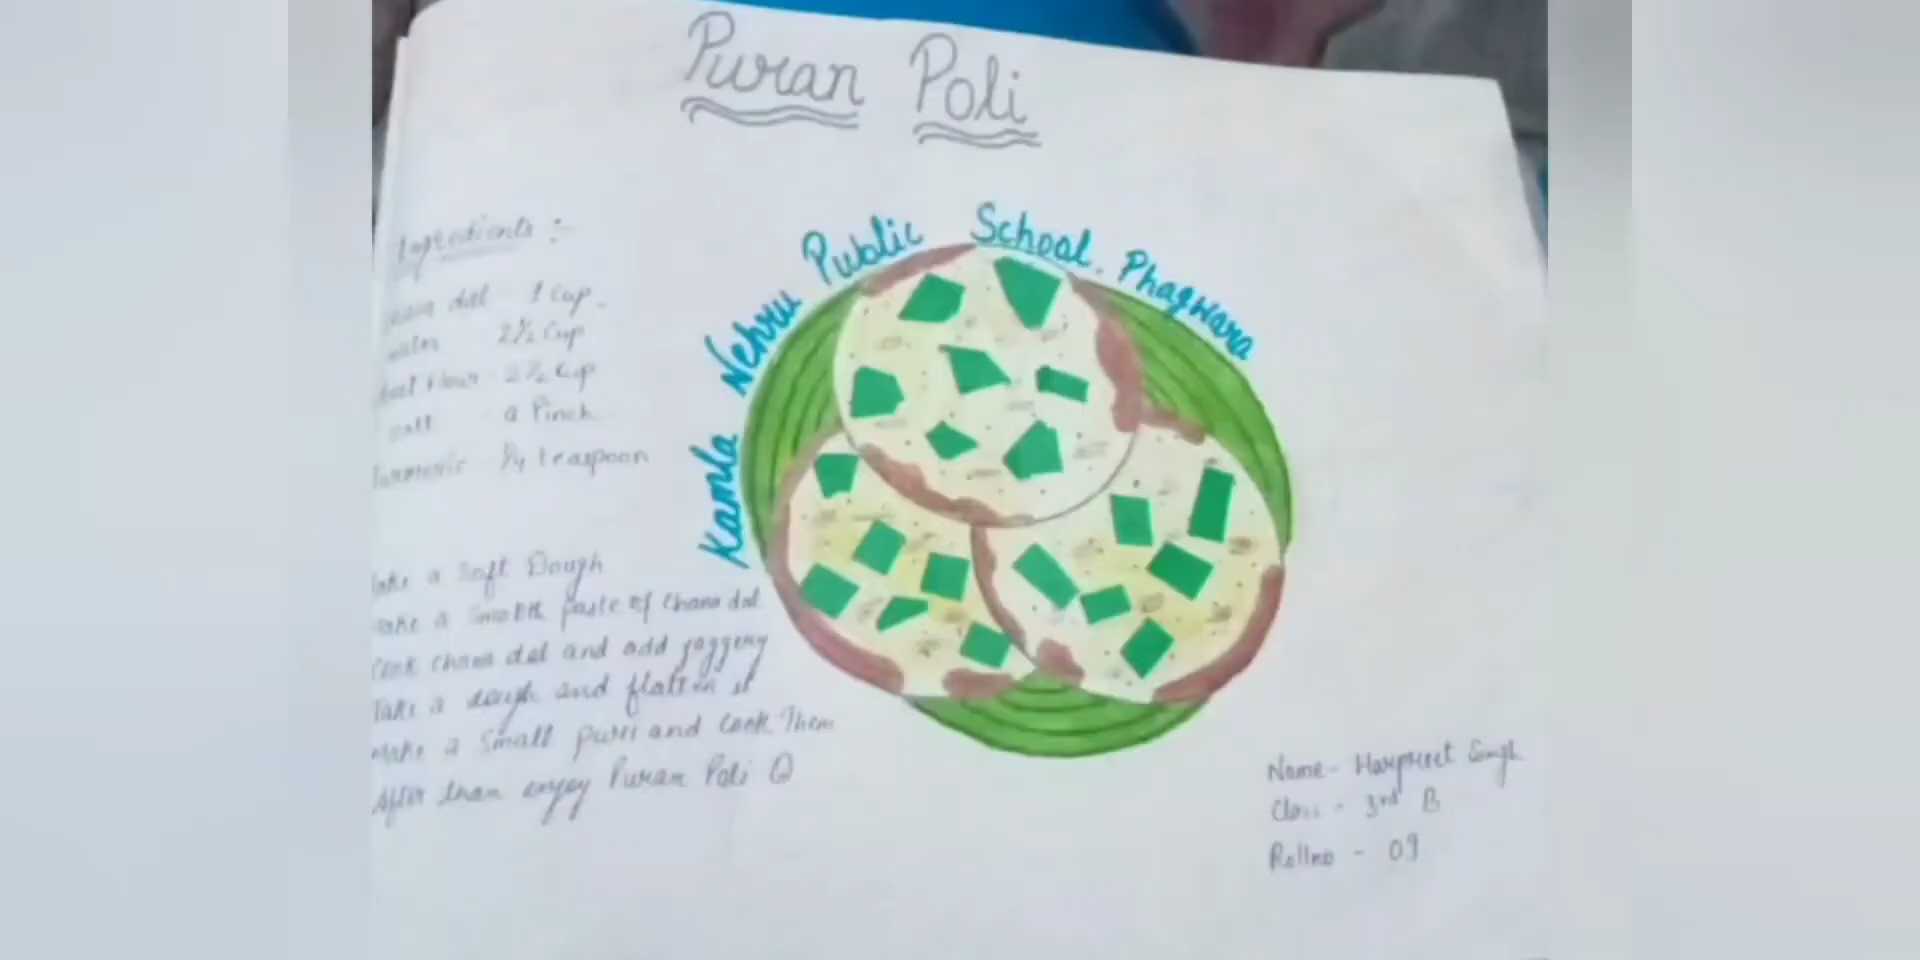 Puran Poli
Kamla Nehru Public School. Phagwara
Ingredients :-
dal - 1 Cup.
2½ Cup
flour - 2½ Cup
Salt - a Pinch
Turmeric - ¼ teaspoon
a Soft Dough
Make a Smooth paste of Chana dal
Cook Chana dal and add jaggery
Take a dough and flatten it
Make a Small puri and Cook Them
After than enjoy Puran Poli
Name - Harpreet Singh
Class - 3rd B
Rollno - 09